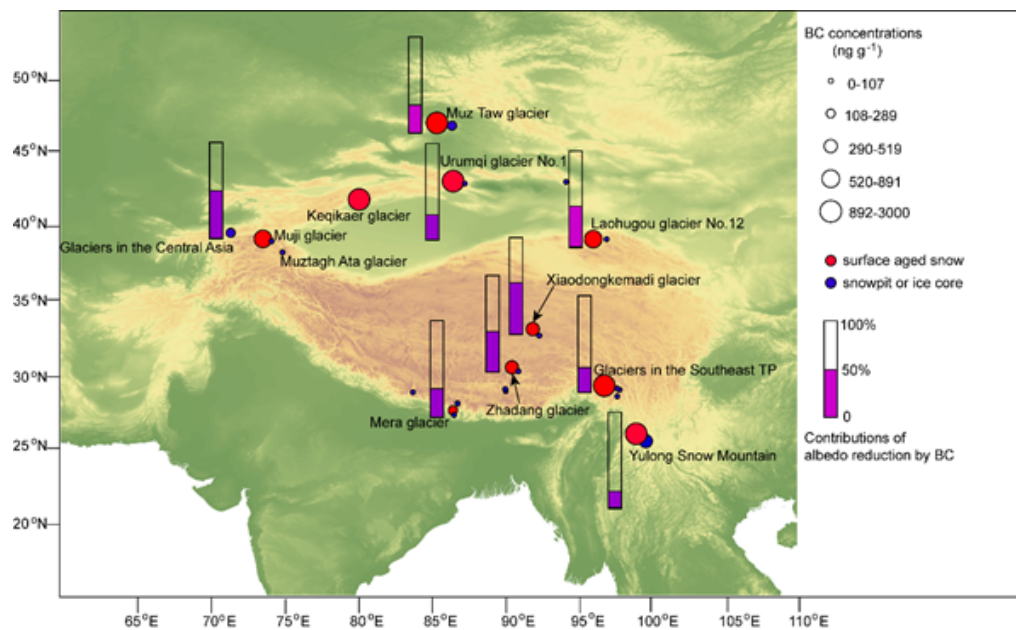 50°N
45°N
40°N
35°N
30°N
25°N
20°N
65°E
70°E
75°E
80°E
85°E
90°E
95°E
100°E
105°E
110°E
Muz Taw glacier
Urumqi glacier No.1
Keqikaer glacier
Laohugou glacier No.12
Glaciers in the Central Asia
Muji glacier
Muztagh Ata glacier
Xiaodongkemadi glacier
Glaciers in the Southeast TP
Zhadang glacier
Mera glacier
Yulong Snow Mountain
BC concentrations
(ng g⁻¹)
0-107
108-289
290-519
520-891
892-3000
surface aged snow
snowpit or ice core
100%
50%
0
Contributions of
albedo reduction by BC